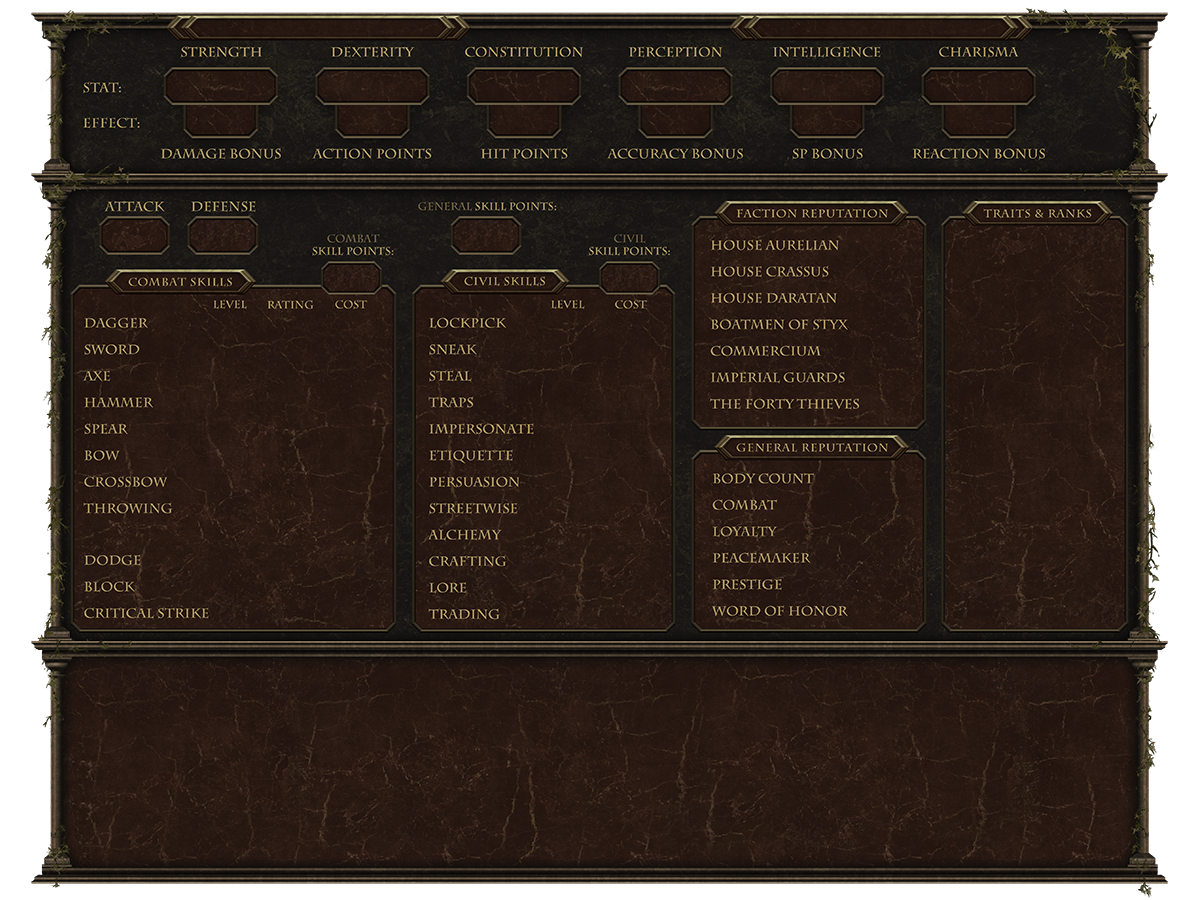 STRENGTH DEXTERITY CONSTITUTION PERCEPTION INTELLIGENCE CHARISMA
STAT:
EFFECT:
DAMAGE BONUS ACTION POINTS HIT POINTS ACCURACY BONUS SP BONUS REACTION BONUS
ATTACK DEFENSE
GENERAL SKILL POINTS:
COMBAT
SKILL POINTS:
CIVIL
SKILL POINTS:
COMBAT SKILLS
LEVEL RATING COST
DAGGER
SWORD
AXE
HAMMER
SPEAR
BOW
CROSSBOW
THROWING
DODGE
BLOCK
CRITICAL STRIKE
CIVIL SKILLS
LEVEL COST
LOCKPICK
SNEAK
STEAL
TRAPS
IMPERSONATE
ETIQUETTE
PERSUASION
STREETWISE
ALCHEMY
CRAFTING
LORE
TRADING
FACTION REPUTATION
HOUSE AURELIAN
HOUSE CRASSUS
HOUSE DARATAN
BOATMEN OF STYX
COMMERCIUM
IMPERIAL GUARDS
THE FORTY THIEVES
GENERAL REPUTATION
BODY COUNT
COMBAT
LOYALTY
PEACEMAKER
PRESTIGE
WORD OF HONOR
TRAITS & RANKS